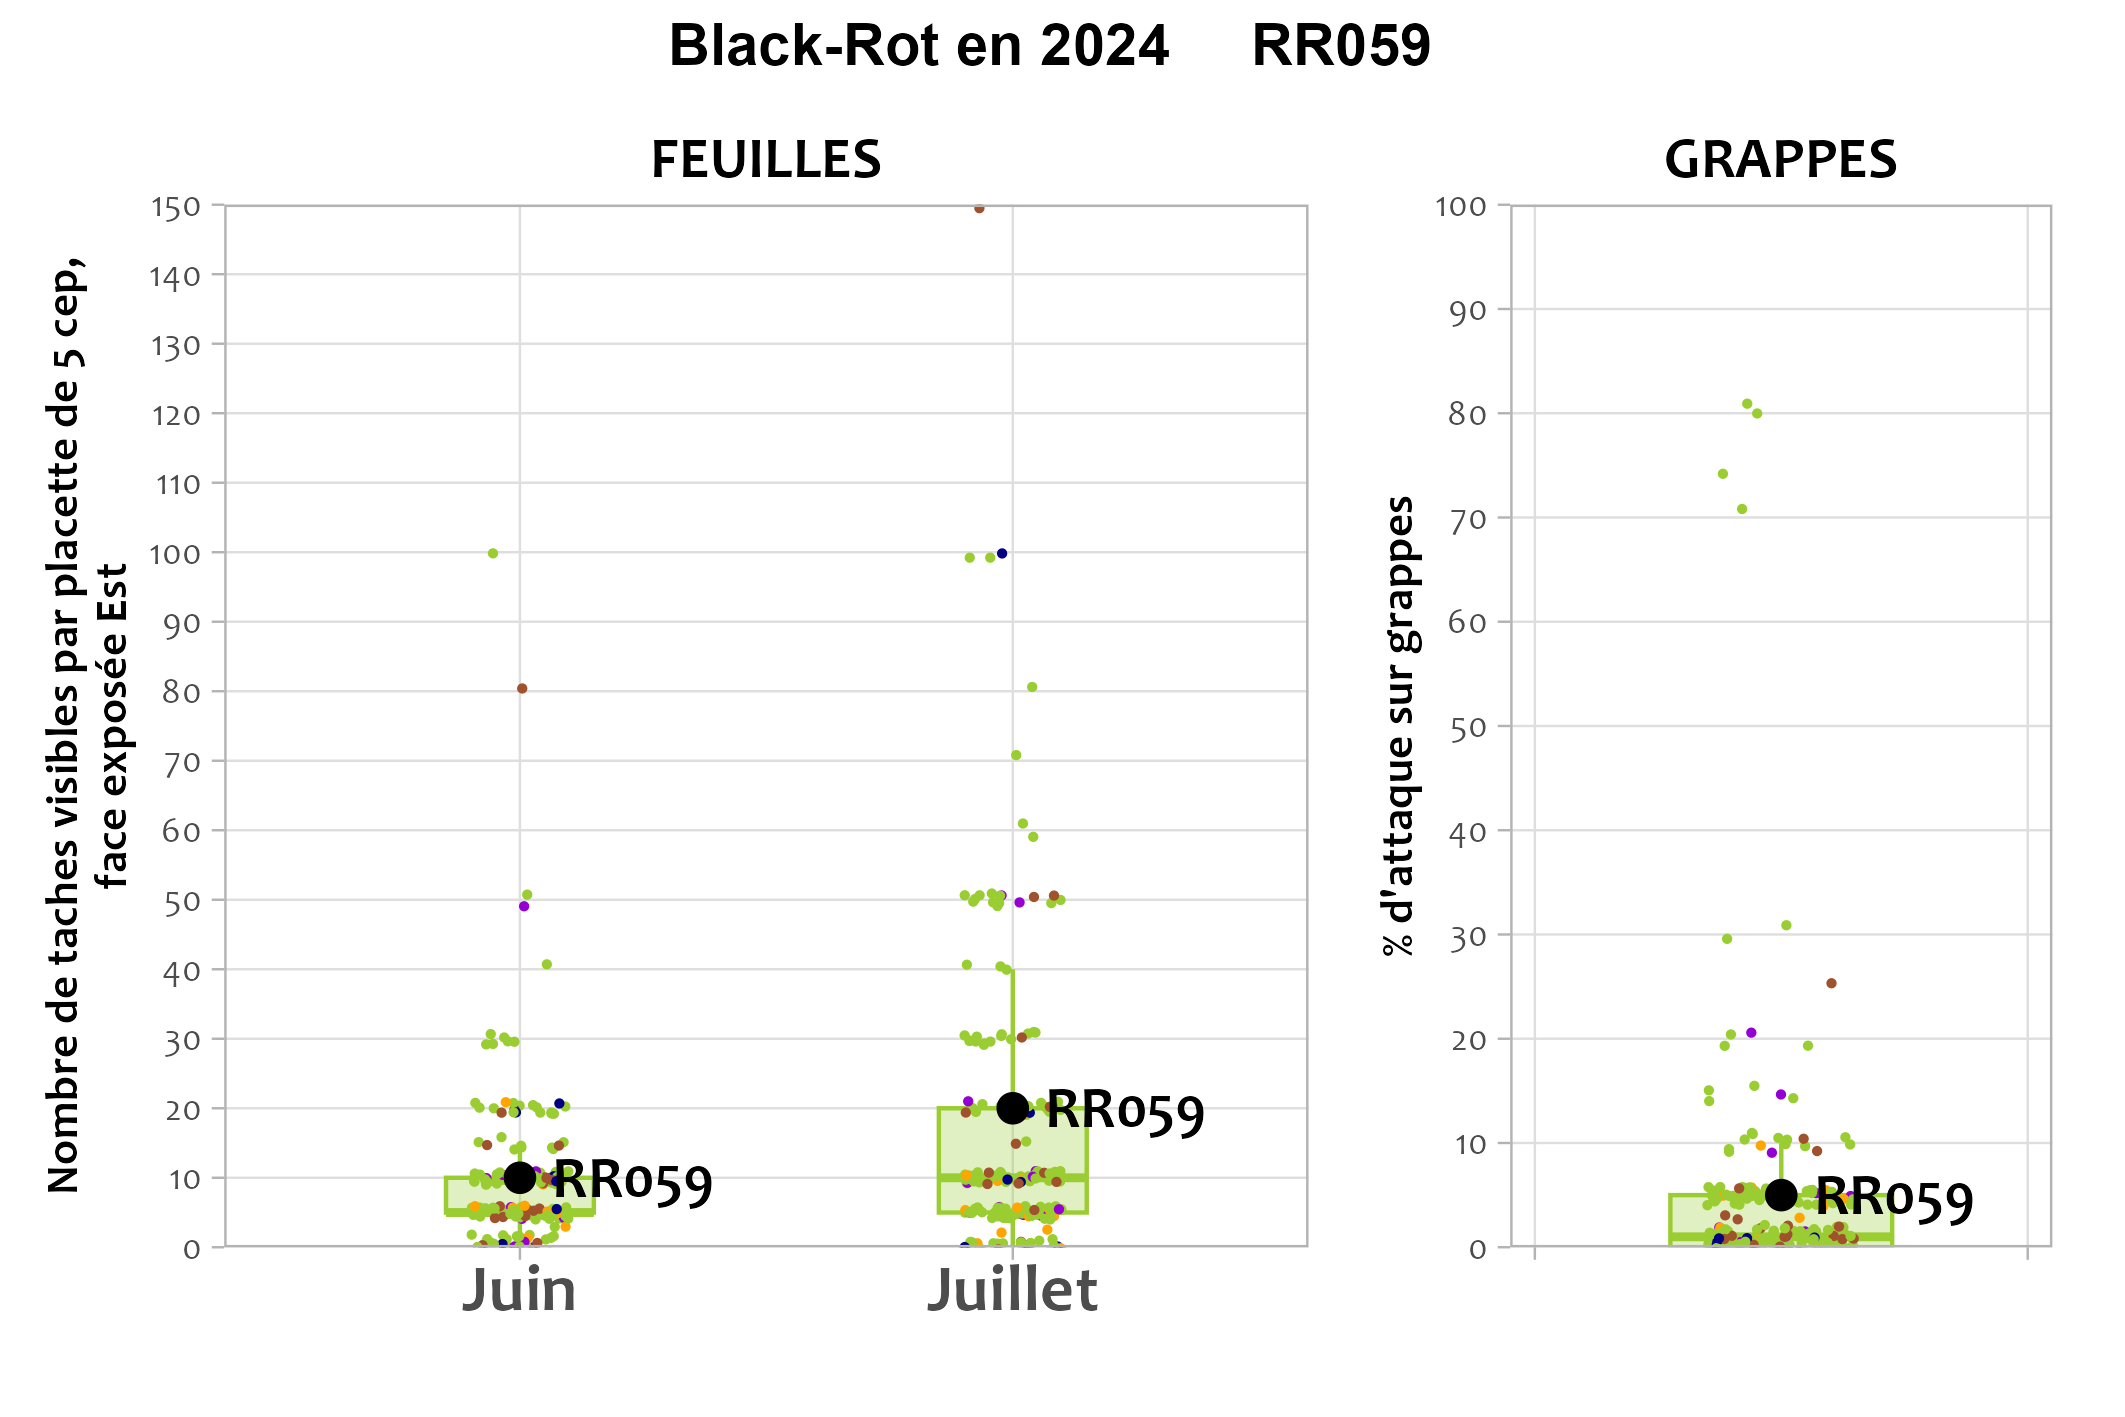 Black-Rot en 2024 RR059
FEUILLES
GRAPPES
Nombre de taches visibles par placette de 5 cep,
face exposée Est
150
140
130
120
110
100
90
80
70
60
50
40
30
20
10
0
RR059
RR059
Juin
Juillet
% d'attaque sur grappes
100
90
80
70
60
50
40
30
20
10
0
RR059